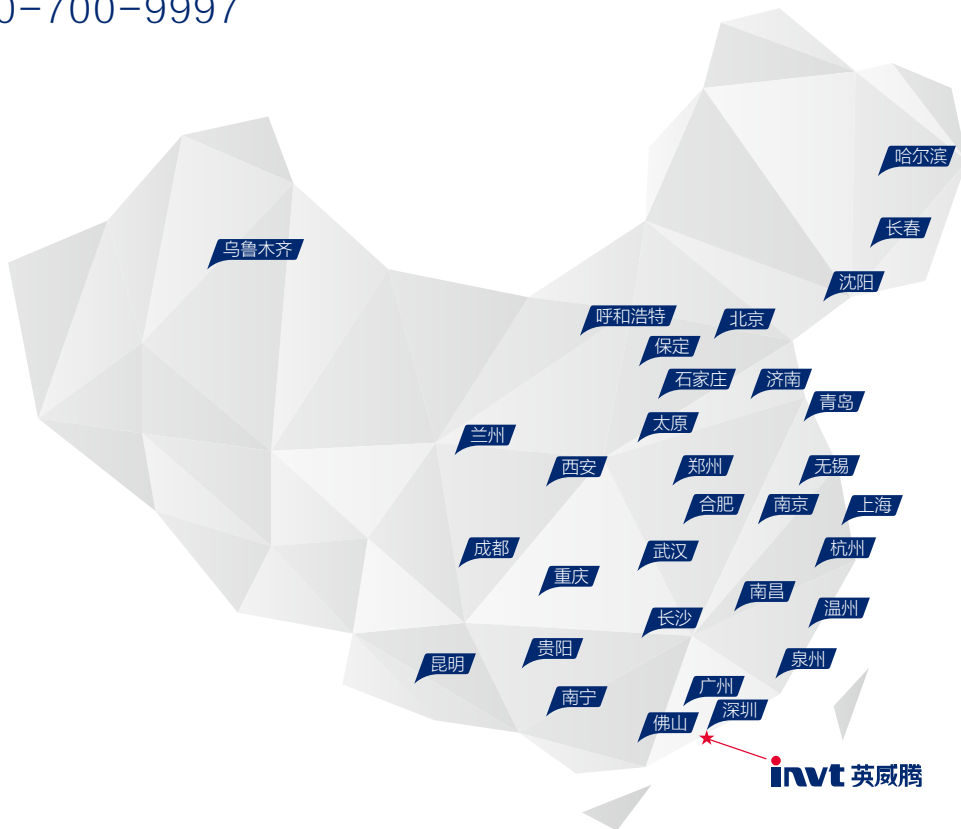 0-700-9997
哈尔滨
长春
乌鲁木齐
沈阳
呼和浩特
北京
保定
石家庄
济南
青岛
太原
兰州
西安
郑州
无锡
合肥
南京
上海
成都
武汉
杭州
重庆
南昌
温州
长沙
贵阳
泉州
昆明
广州
南宁
深圳
佛山
invt 英威腾